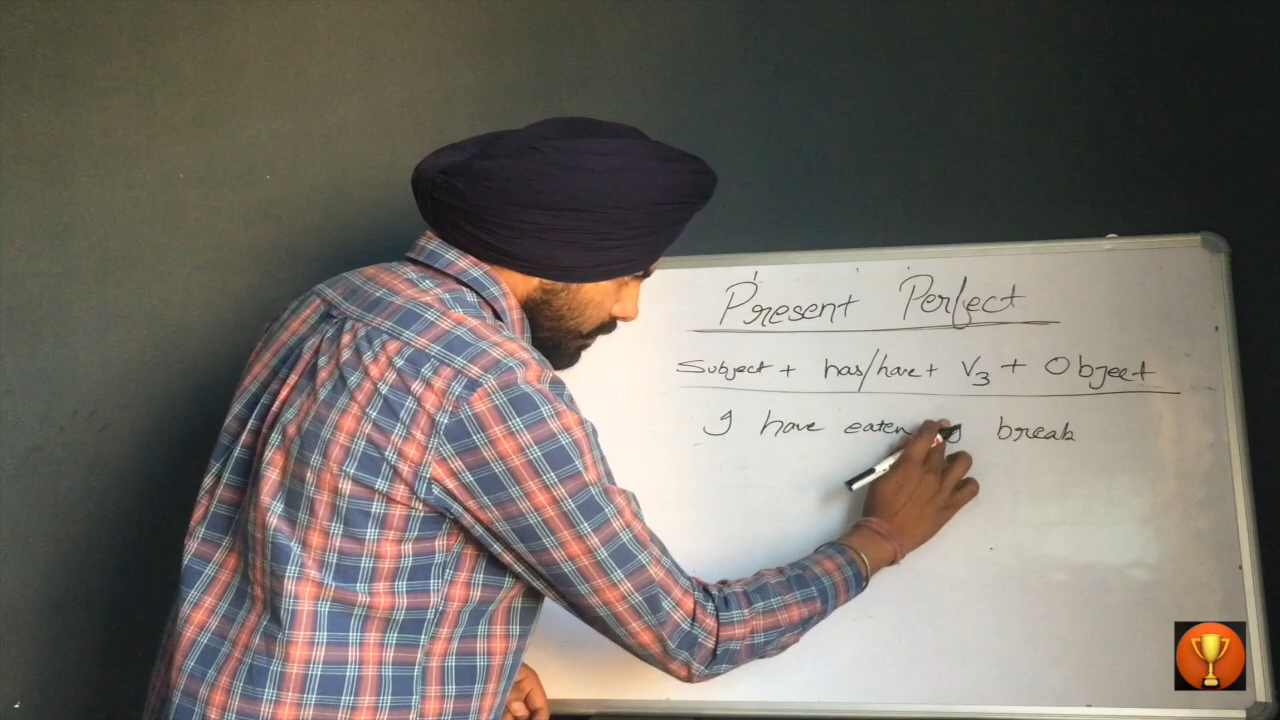 Present Perfect
Subject + has/have + V3 + Object
I have eaten break